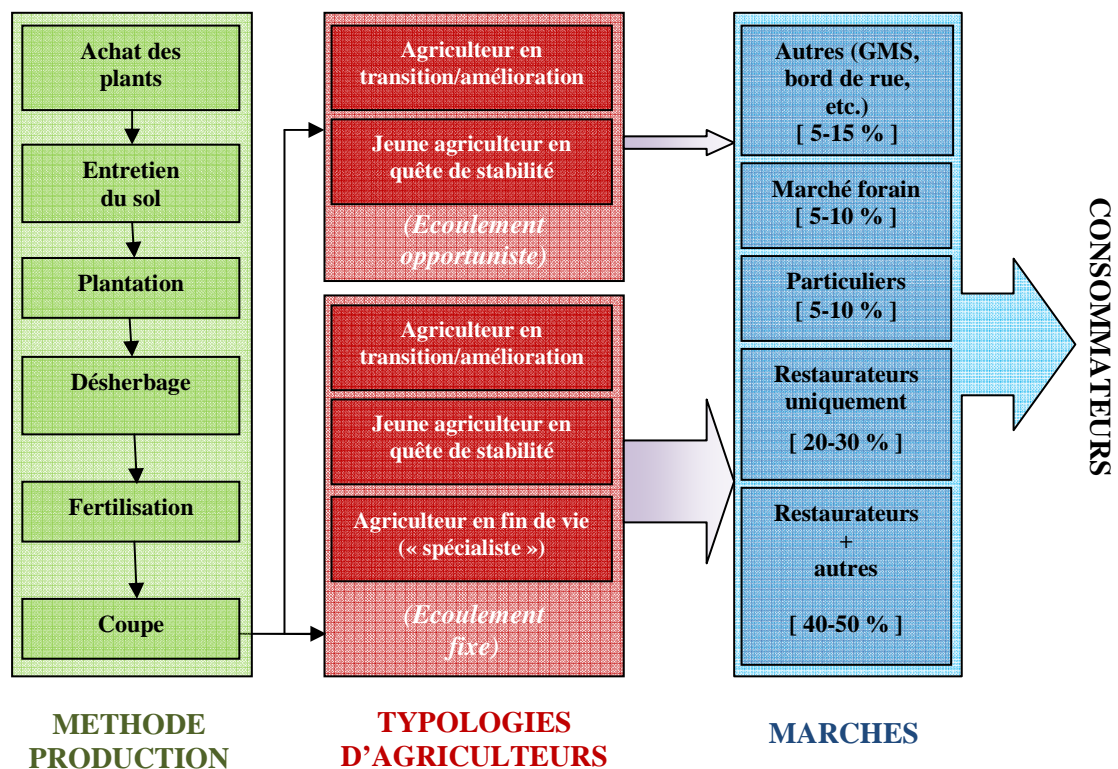 Achat des
plants
Entretien
du sol
Plantation
Désherbage
Fertilisation
Coupe
METHODE
PRODUCTION
Agriculteur en
transition/amélioration
Jeune agriculteur en
quête de stabilité
(Ecoulement
opportuniste)
Agriculteur en
transition/amélioration
Jeune agriculteur en
quête de stabilité
Agriculteur en fin de vie
(« spécialiste »)
(Ecoulement
fixe)
TYPOLOGIES
D’AGRICULTEURS
Autres (GMS,
bord de rue,
etc.)
[ 5-15 % ]
Marché forain
[ 5-10 % ]
Particuliers
[ 5-10 % ]
Restaurateurs
uniquement
[ 20-30 % ]
Restaurateurs
+
autres
[ 40-50 % ]
MARCHES
CONSOMMATEURS